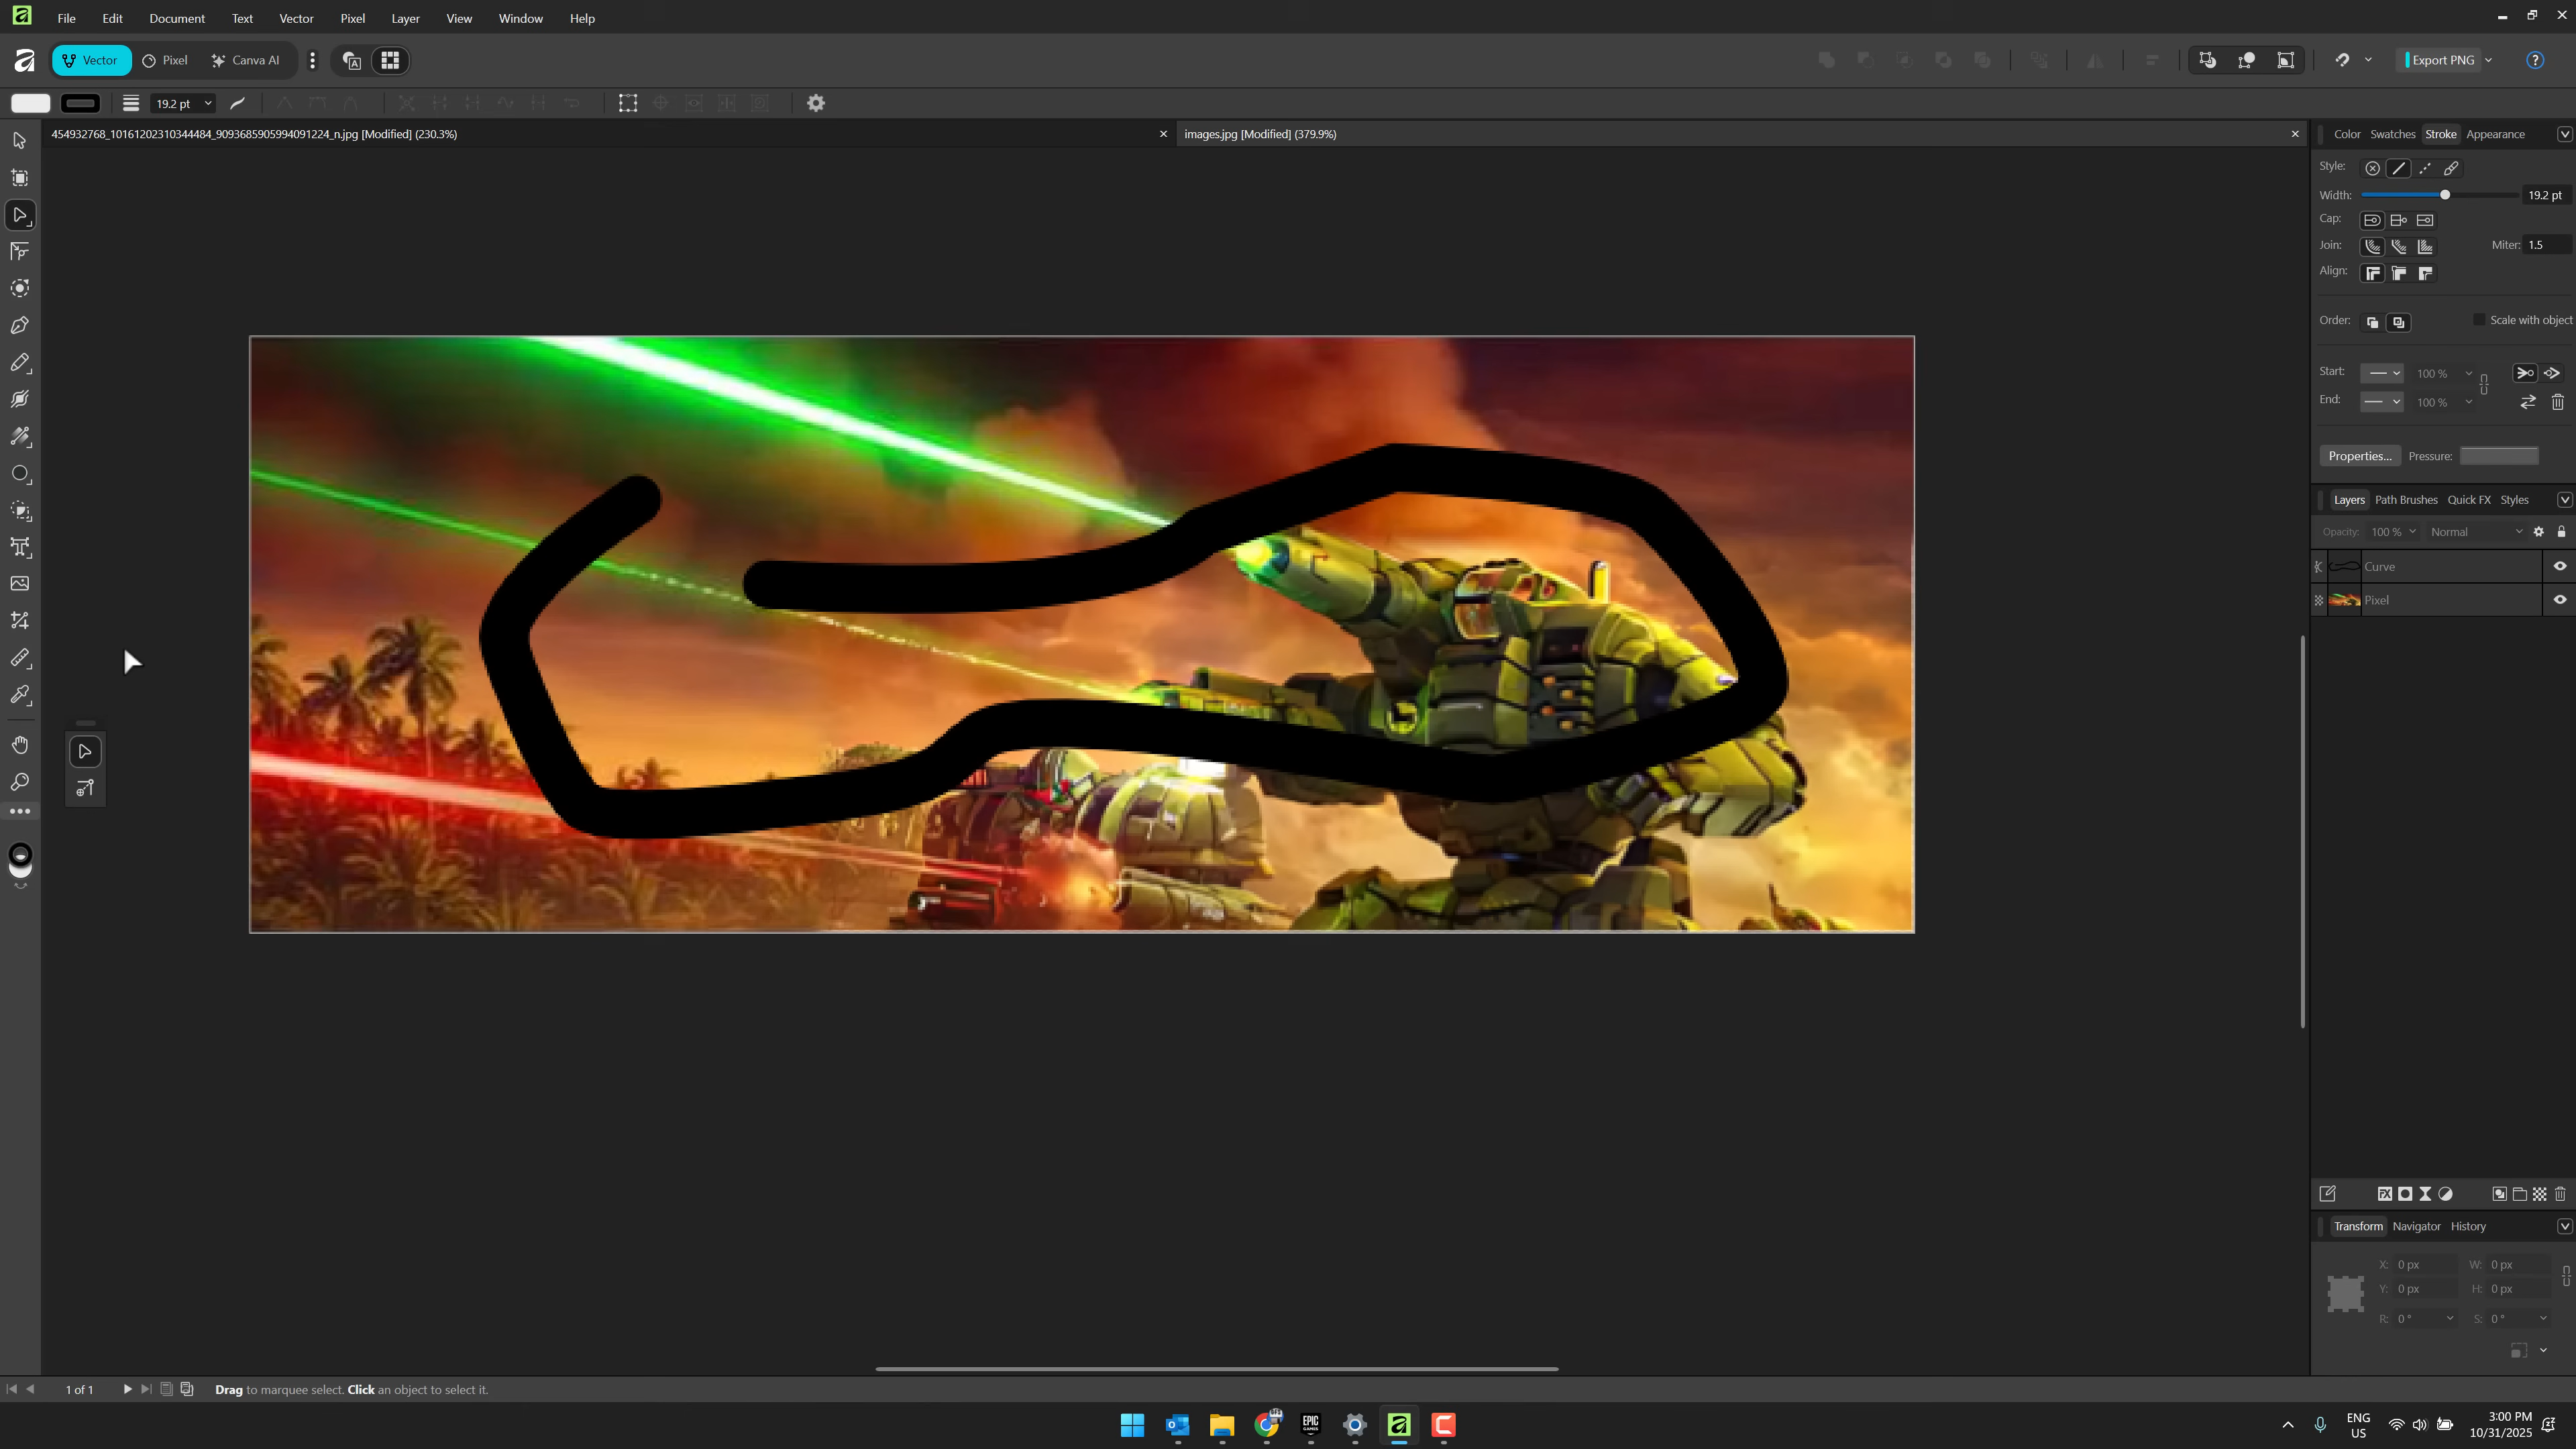 File Edit Document Text Vector Pixel Layer View Window Help
Vector Pixel Canva AI Export PNG
19.2 pt
454932768_10161202310344484_9093685905994091224_n.jpg [Modified] (230.3%) images.jpg [Modified] (379.9%)
Color Swatches Stroke Appearance
Style:
Width: 19.2 pt
Cap:
Join: Miter: 1.5
Align:
Order: Scale with object
Start: 100 %
End: 100 %
Properties... Pressure:
Layers Path Brushes Quick FX Styles
Opacity: 100 % Normal
Curve
Pixel
Transform Navigator History
X: 0 px W: 0 px
Y: 0 px H: 0 px
R: 0 ° S: 0 °
1 of 1 Drag to marquee select. Click an object to select it.
EPIC GAMES
ENG
US
3:00 PM
10/31/2025